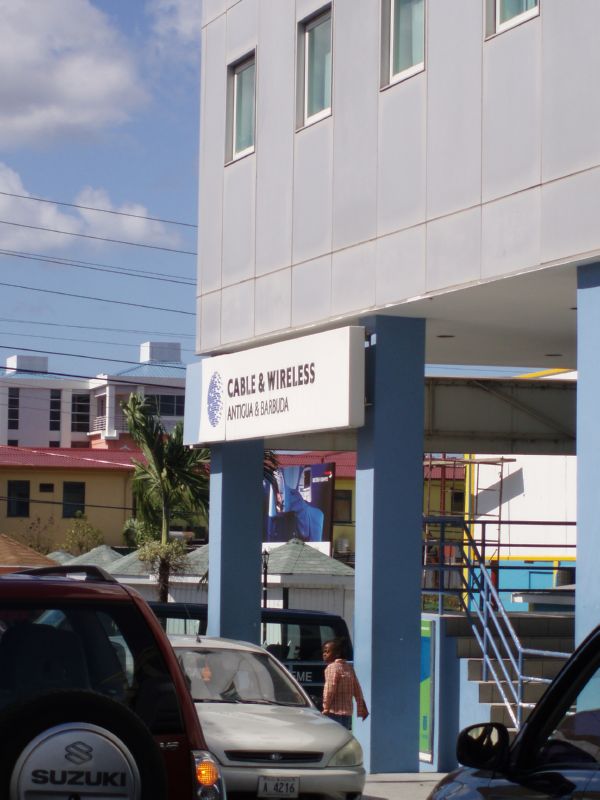 CABLE & WIRELESS
ANTIGUA & BARBUDA
SUZUKI
A 4216